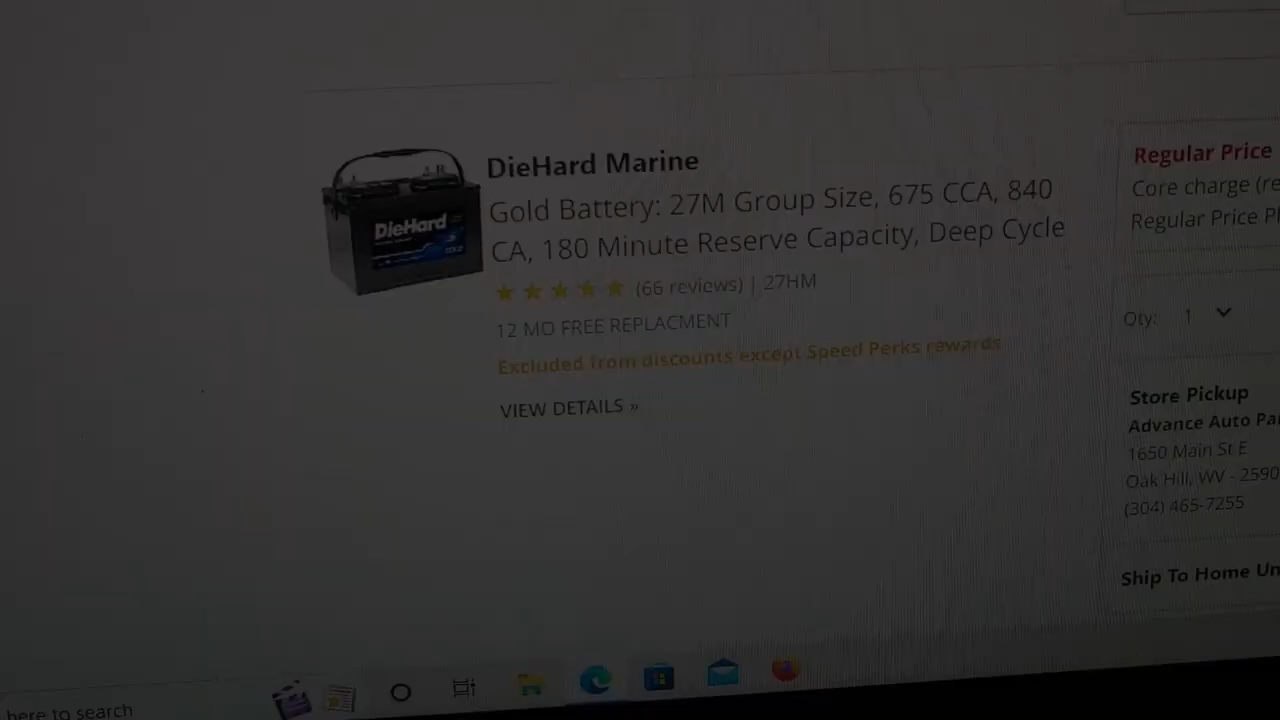 DieHard Marine
Gold Battery: 27M Group Size, 675 CCA, 840
CA, 180 Minute Reserve Capacity, Deep Cycle
(66 reviews) | 27HM
12 MO FREE REPLACMENT
Excluded from discounts except Speed Perks rewards
VIEW DETAILS »
DieHard
Regular Price
Core charge (re
Regular Price Pl
Qty: 1
Store Pickup
Advance Auto Pa
1650 Main St E
Oak Hill, WV - 2590
(304) 465-7255
Ship To Home Un
here to search